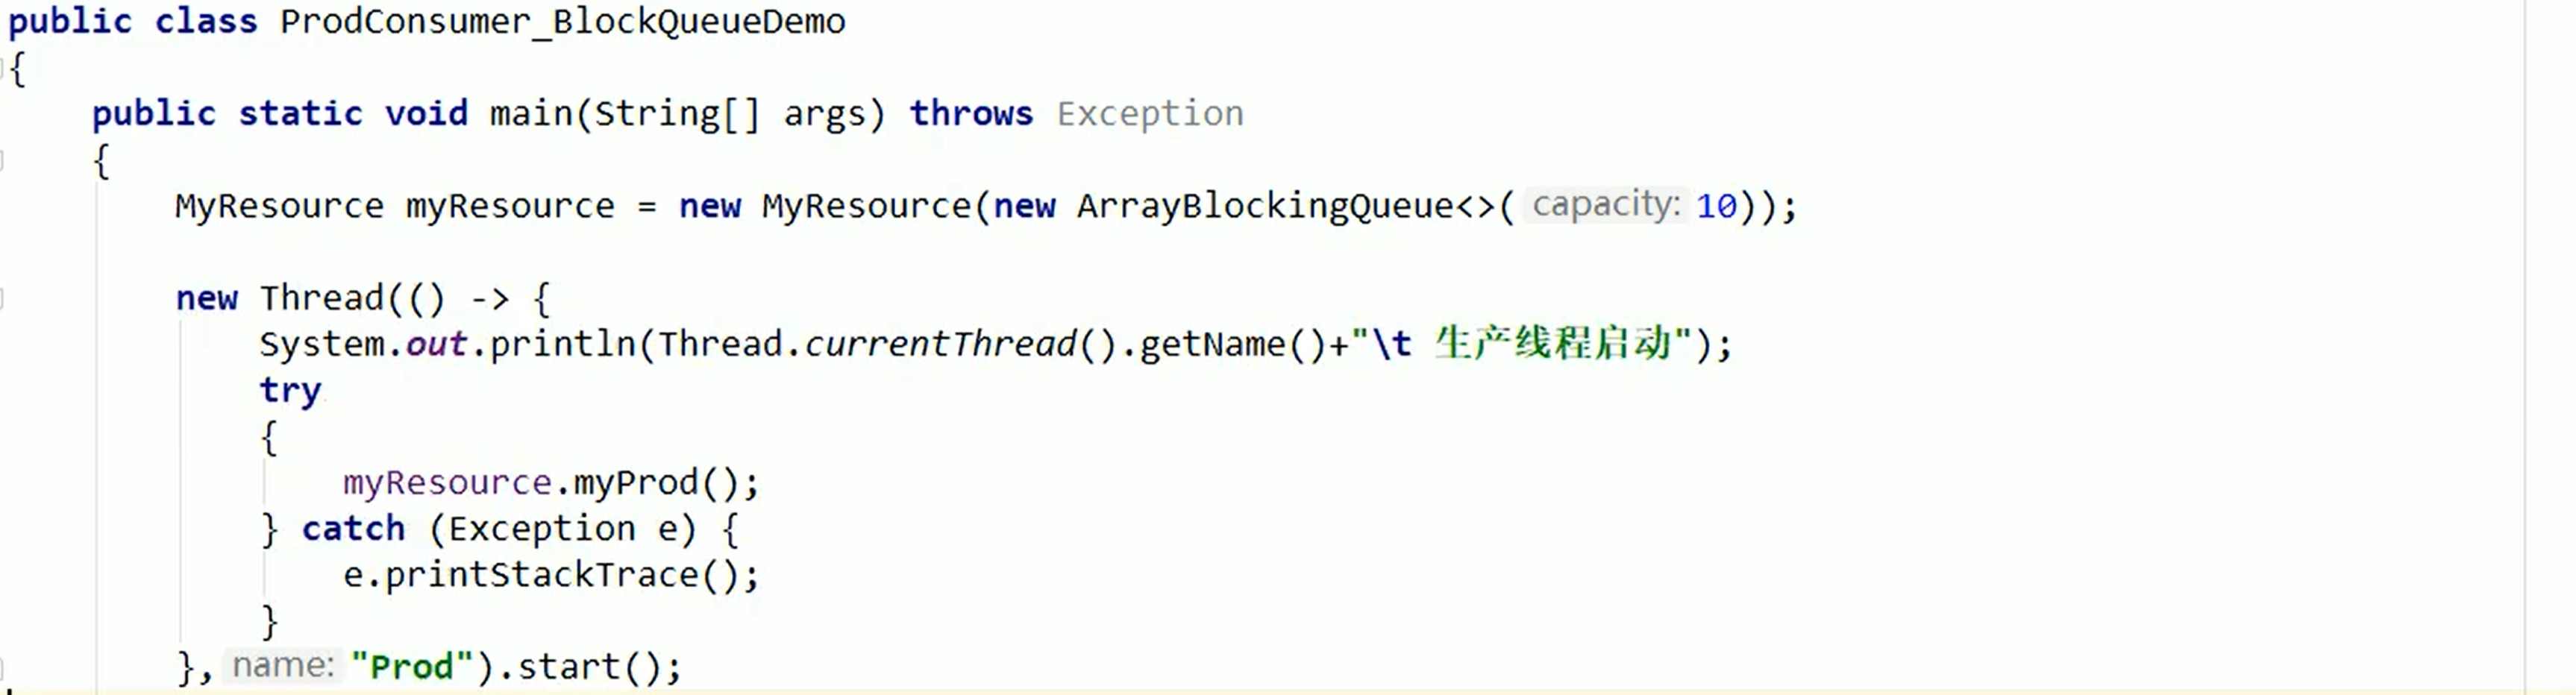 public class ProdConsumer_BlockQueueDemo
{
    public static void main(String[] args) throws Exception
    {
        MyResource myResource = new MyResource(new ArrayBlockingQueue<>( capacity: 10));

        new Thread(() -> {
            System.out.println(Thread.currentThread().getName()+"\t 生产线程启动");
            try
            {
                myResource.myProd();
            } catch (Exception e) {
                e.printStackTrace();
            }
        }, name: "Prod").start();